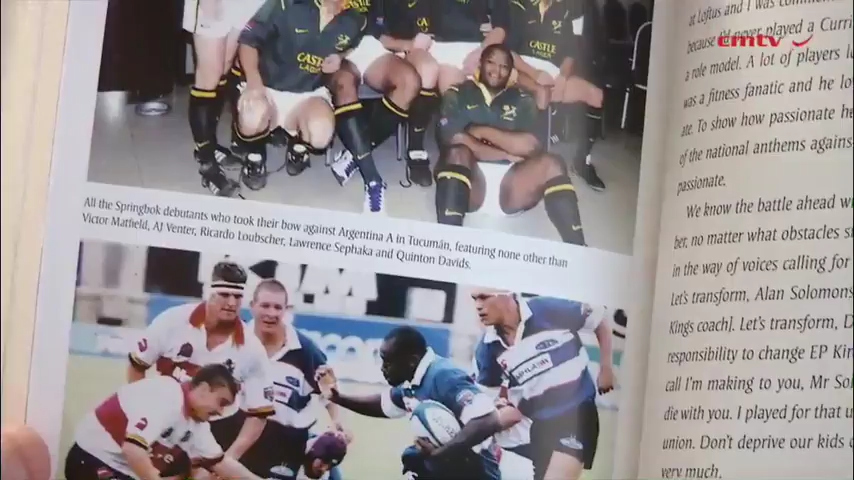 cmtv
CASTLE
LAGER
CASTLE
LAGER
All the Springbok debutants who took their bow against Argentina A in Tucumán, featuring none other than
Victor Matfield, AJ Venter, Ricardo Loubscher, Lawrence Sephaka and Quinton Davids.
at Loftus and I was
because I'd never played a Curri
a role model. A lot of players l
was a fitness fanatic and he lo
ate. To show how passionate he
of the national anthems against
passionate.
We know the battle ahead w
ber, no matter what obstacles s
in the way of voices calling for
Let's transform, Alan Solomons
Kings coach]. Let's transform, D
responsibility to change EP Kin
call I'm making to you, Mr So
die with you. I played for that u
union. Don't deprive our kids
very much.